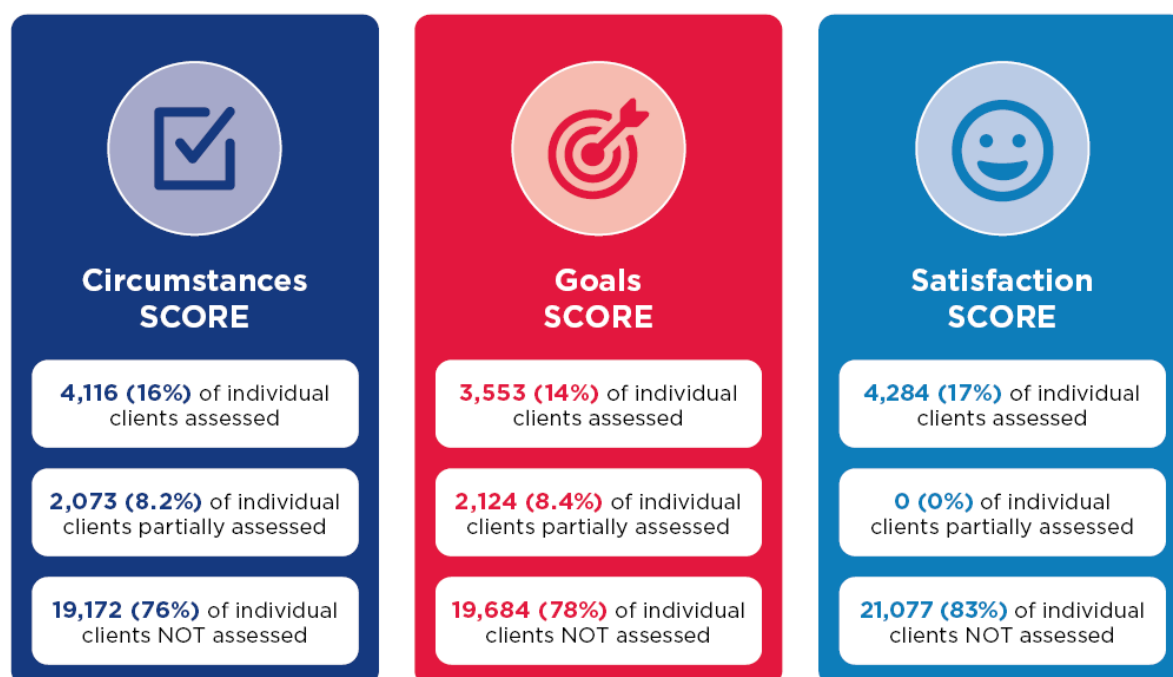 Circumstances
SCORE
4,116 (16%) of individual
clients assessed
2,073 (8.2%) of individual
clients partially assessed
19,172 (76%) of individual
clients NOT assessed
Goals
SCORE
3,553 (14%) of individual
clients assessed
2,124 (8.4%) of individual
clients partially assessed
19,684 (78%) of individual
clients NOT assessed
Satisfaction
SCORE
4,284 (17%) of individual
clients assessed
0 (0%) of individual
clients partially assessed
21,077 (83%) of individual
clients NOT assessed